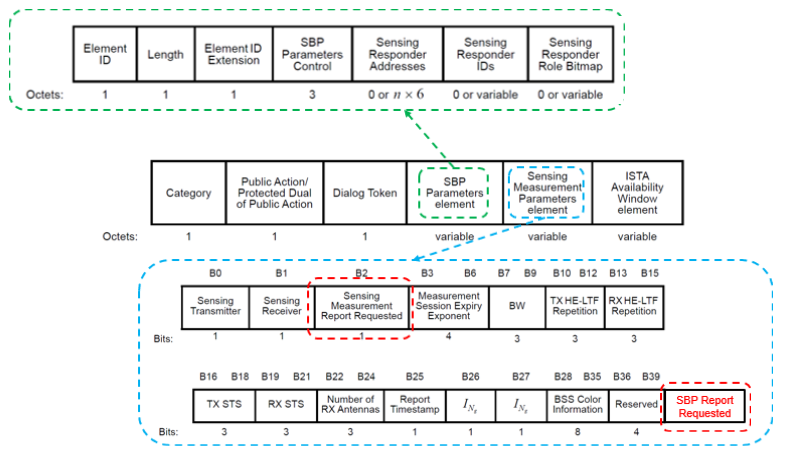 Element ID
Length
Element ID Extension
SBP Parameters Control
Sensing Responder Addresses
Sensing Responder IDs
Sensing Responder Role Bitmap
Octets: 1 1 1 3 0 or n × 6 0 or variable 0 or variable
Category
Public Action/ Protected Dual of Public Action
Dialog Token
SBP Parameters element
Sensing Measurement Parameters element
ISTA Availability Window element
Octets: 1 1 1 variable variable variable
B0 B1 B2 B3 B6 B7 B9 B10 B12 B13 B15
Sensing Transmitter
Sensing Receiver
Sensing Measurement Report Requested
Measurement Session Expiry Exponent
BW
TX HE-LTF Repetition
RX HE-LTF Repetition
Bits: 1 1 1 4 3 3 3
B16 B18 B19 B21 B22 B24 B25 B26 B27 B28 B35 B36 B39
TX STS
RX STS
Number of RX Antennas
Report Timestamp
BSS Color Information
Reserved
SBP Report Requested
Bits: 3 3 3 1 1 1 8 4